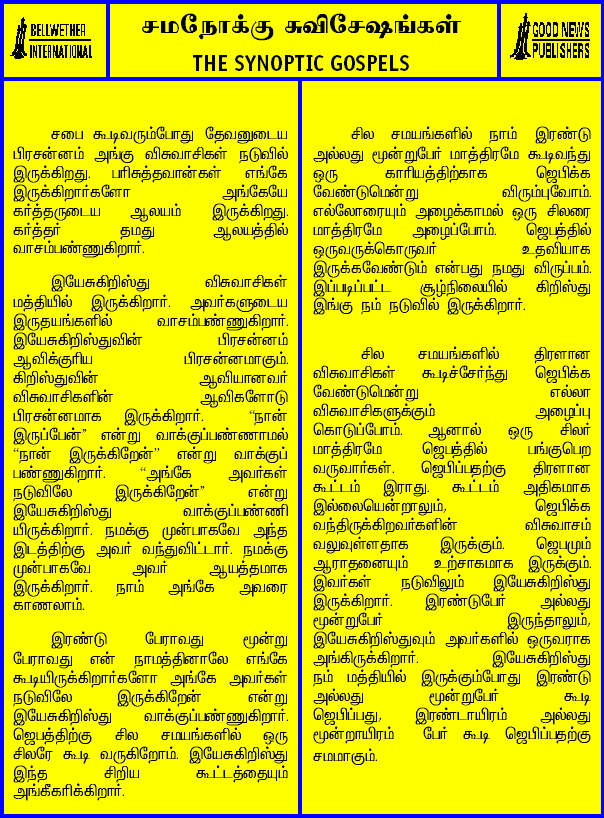 BELLWETHER
INTERNATIONAL
சமநோக்கு சுவிசேஷங்கள்
THE SYNOPTIC GOSPELS
GOOD NEWS
PUBLISHERS
சபை கூடிவரும்போது தேவனுடைய
பிரசன்னம் அங்கு விசுவாசிகள் நடுவில்
இருக்கிறது. பரிசுத்தவான்கள் எங்கே
இருக்கிறார்களோ அங்கேயே
கர்த்தருடைய ஆலயம் இருக்கிறது.
கர்த்தர் தமது ஆலயத்தில்
வாசம்பண்ணுகிறார்.
இயேசுகிறிஸ்து விசுவாசிகள்
மத்தியில் இருக்கிறார். அவர்களுடைய
இருதயங்களில் வாசம்பண்ணுகிறார்.
இயேசுகிறிஸ்துவின் பிரசன்னம்
ஆவிக்குரிய பிரசன்னமாகும்.
கிறிஸ்துவின் ஆவியானவர்
விசுவாசிகளின் ஆவிகளோடு
பிரசன்னமாக இருக்கிறார். “நான்
இருப்பேன்” என்று வாக்குப்பண்ணாமல்
“நான் இருக்கிறேன்” என்று வாக்குப்
பண்ணுகிறார். “அங்கே அவர்கள்
நடுவிலே இருக்கிறேன்” என்று
இயேசுகிறிஸ்து வாக்குப்பண்ணி
யிருக்கிறார். நமக்கு முன்பாகவே அந்த
இடத்திற்கு அவர் வந்துவிட்டார். நமக்கு
முன்பாகவே அவர் ஆயத்தமாக
இருக்கிறார். நாம் அங்கே அவரை
காணலாம்.
இரண்டு பேராவது மூன்று
பேராவது என் நாமத்தினாலே எங்கே
கூடியிருக்கிறார்களோ அங்கே அவர்கள்
நடுவிலே இருக்கிறேன் என்று
இயேசுகிறிஸ்து வாக்குப்பண்ணுகிறார்.
ஜெபத்திற்கு சில சமயங்களில் ஒரு
சிலரே கூடி வருகிறோம். இயேசுகிறிஸ்து
இந்த சிறிய கூட்டத்தையும்
அங்கீகரிக்கிறார்.
சில சமயங்களில் நாம் இரண்டு
அல்லது மூன்றுபேர் மாத்திரமே கூடிவந்து
ஒரு காரியத்திற்காக ஜெபிக்க
வேண்டுமென்று விரும்புவோம்.
எல்லோரையும் அழைக்காமல் ஒரு சிலரை
மாத்திரமே அழைப்போம். ஜெபத்தில்
ஒருவருக்கொருவர் உதவியாக
இருக்கவேண்டும் என்பது நமது விருப்பம்.
இப்படிப்பட்ட சூழ்நிலையில் கிறிஸ்து
இங்கு நம் நடுவில் இருக்கிறார்.
சில சமயங்களில் திரளான
விசுவாசிகள் கூடிச்சேர்ந்து ஜெபிக்க
வேண்டுமென்று எல்லா
விசுவாசிகளுக்கும் அழைப்பு
கொடுப்போம். ஆனால் ஒரு சிலர்
மாத்திரமே ஜெபத்தில் பங்குபெற
வருவார்கள். ஜெபிப்பதற்கு திரளான
கூட்டம் இராது. கூட்டம் அதிகமாக
இல்லையென்றாலும், ஜெபிக்க
வந்திருக்கிறவர்களின் விசுவாசம்
வலுவுள்ளதாக இருக்கும். ஜெபமும்
ஆராதனையும் உற்சாகமாக இருக்கும்.
இவர்கள் நடுவிலும் இயேசுகிறிஸ்து
இருக்கிறார். இரண்டுபேர் அல்லது
மூன்றுபேர் இருந்தாலும்,
இயேசுகிறிஸ்துவும் அவர்களில் ஒருவராக
அங்கிருக்கிறார். இயேசுகிறிஸ்து
நம் மத்தியில் இருக்கும்போது இரண்டு
அல்லது மூன்றுபேர் கூடி
ஜெபிப்பது, இரண்டாயிரம் அல்லது
மூன்றாயிரம் பேர் கூடி ஜெபிப்பதற்கு
சமமாகும்.